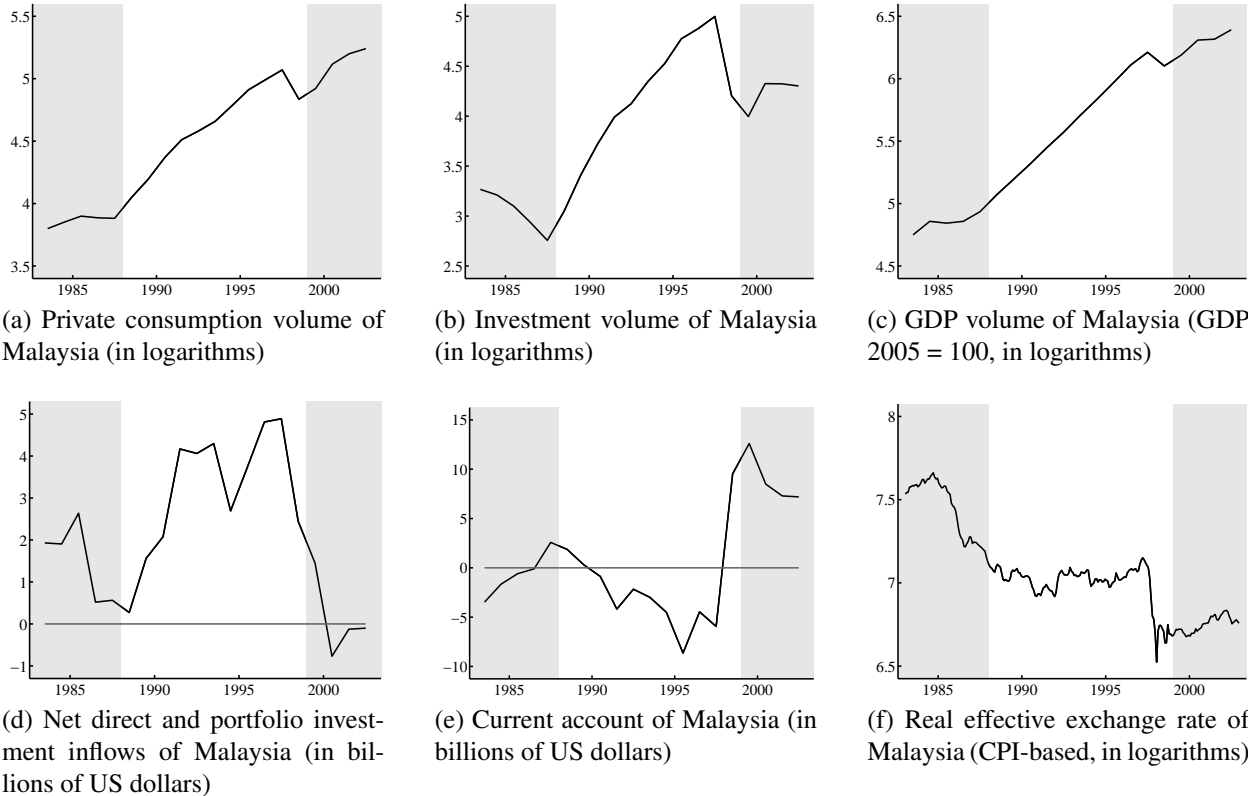 5.5
5
4.5
4
3.5
1985 1990 1995 2000
(a) Private consumption volume of
Malaysia (in logarithms)
5
4.5
4
3.5
3
2.5
1985 1990 1995 2000
(b) Investment volume of Malaysia
(in logarithms)
6.5
6
5.5
5
4.5
1985 1990 1995 2000
(c) GDP volume of Malaysia (GDP
2005 = 100, in logarithms)
5
4
3
2
1
0
−1
1985 1990 1995 2000
(d) Net direct and portfolio invest-
ment inflows of Malaysia (in bil-
lions of US dollars)
15
10
5
0
−5
−10
1985 1990 1995 2000
(e) Current account of Malaysia (in
billions of US dollars)
8
7.5
7
6.5
1985 1990 1995 2000
(f) Real effective exchange rate of
Malaysia (CPI-based, in logarithms)